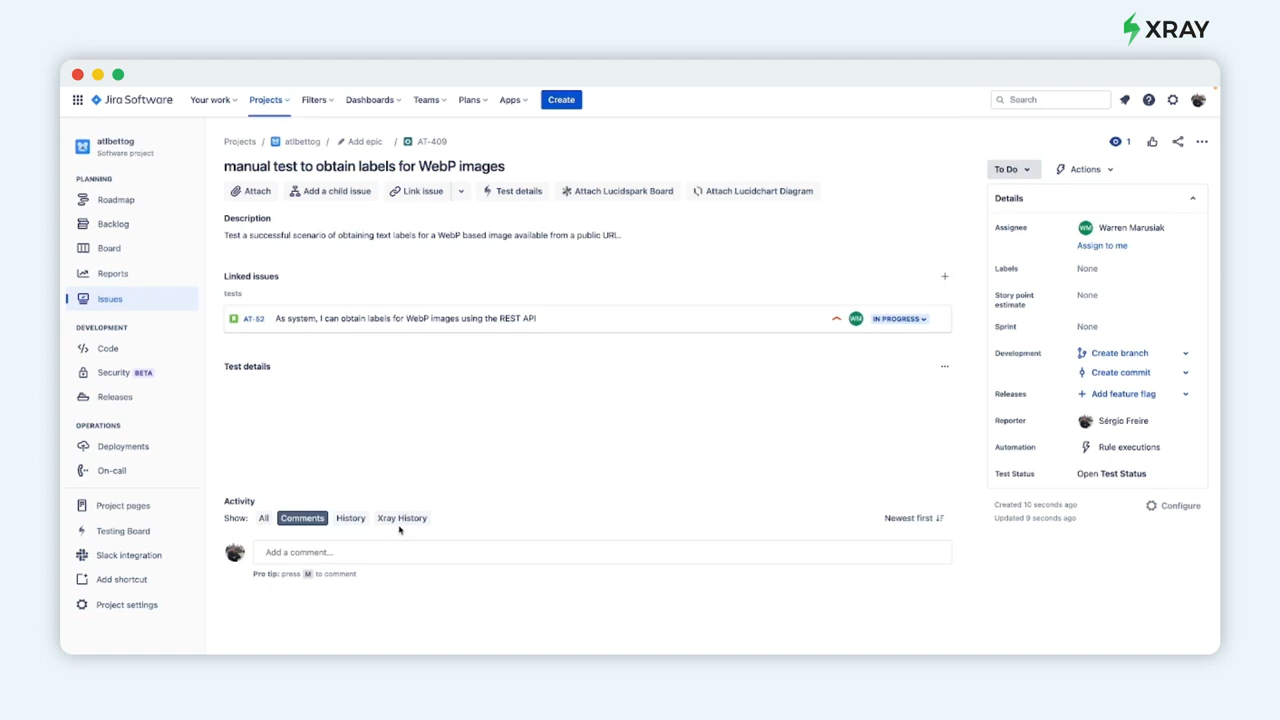 XRAY
Jira Software Your work Projects Filters Dashboards Teams Plans Apps Create Search
atlbettog
Software project
PLANNING
Roadmap
Backlog
Board
Reports
Issues
DEVELOPMENT
Code
Security BETA
Releases
OPERATIONS
Deployments
On-call
Project pages
Testing Board
Slack integration
Add shortcut
Project settings
Projects / atlbettog / Add epic / AT-409
manual test to obtain labels for WebP images
Attach Add a child issue Link issue Test details Attach Lucidspark Board Attach Lucidchart Diagram
Description
Test a successful scenario of obtaining text labels for a WebP based image available from a public URL.
Linked issues
tests
AT-52 As system, I can obtain labels for WebP images using the REST API WM IN PROGRESS
Test details
Activity
Show: All Comments History Xray History Newest first
Add a comment...
Pro tip: press M to comment
1
To Do Actions
Details
Assignee WM Warren Marusiak
Assign to me
Labels None
Story point estimate None
Sprint None
Development Create branch
Create commit
Releases + Add feature flag
Reporter Sérgio Freire
Automation Rule executions
Test Status Open Test Status
Created 10 seconds ago Configure
Updated 9 seconds ago